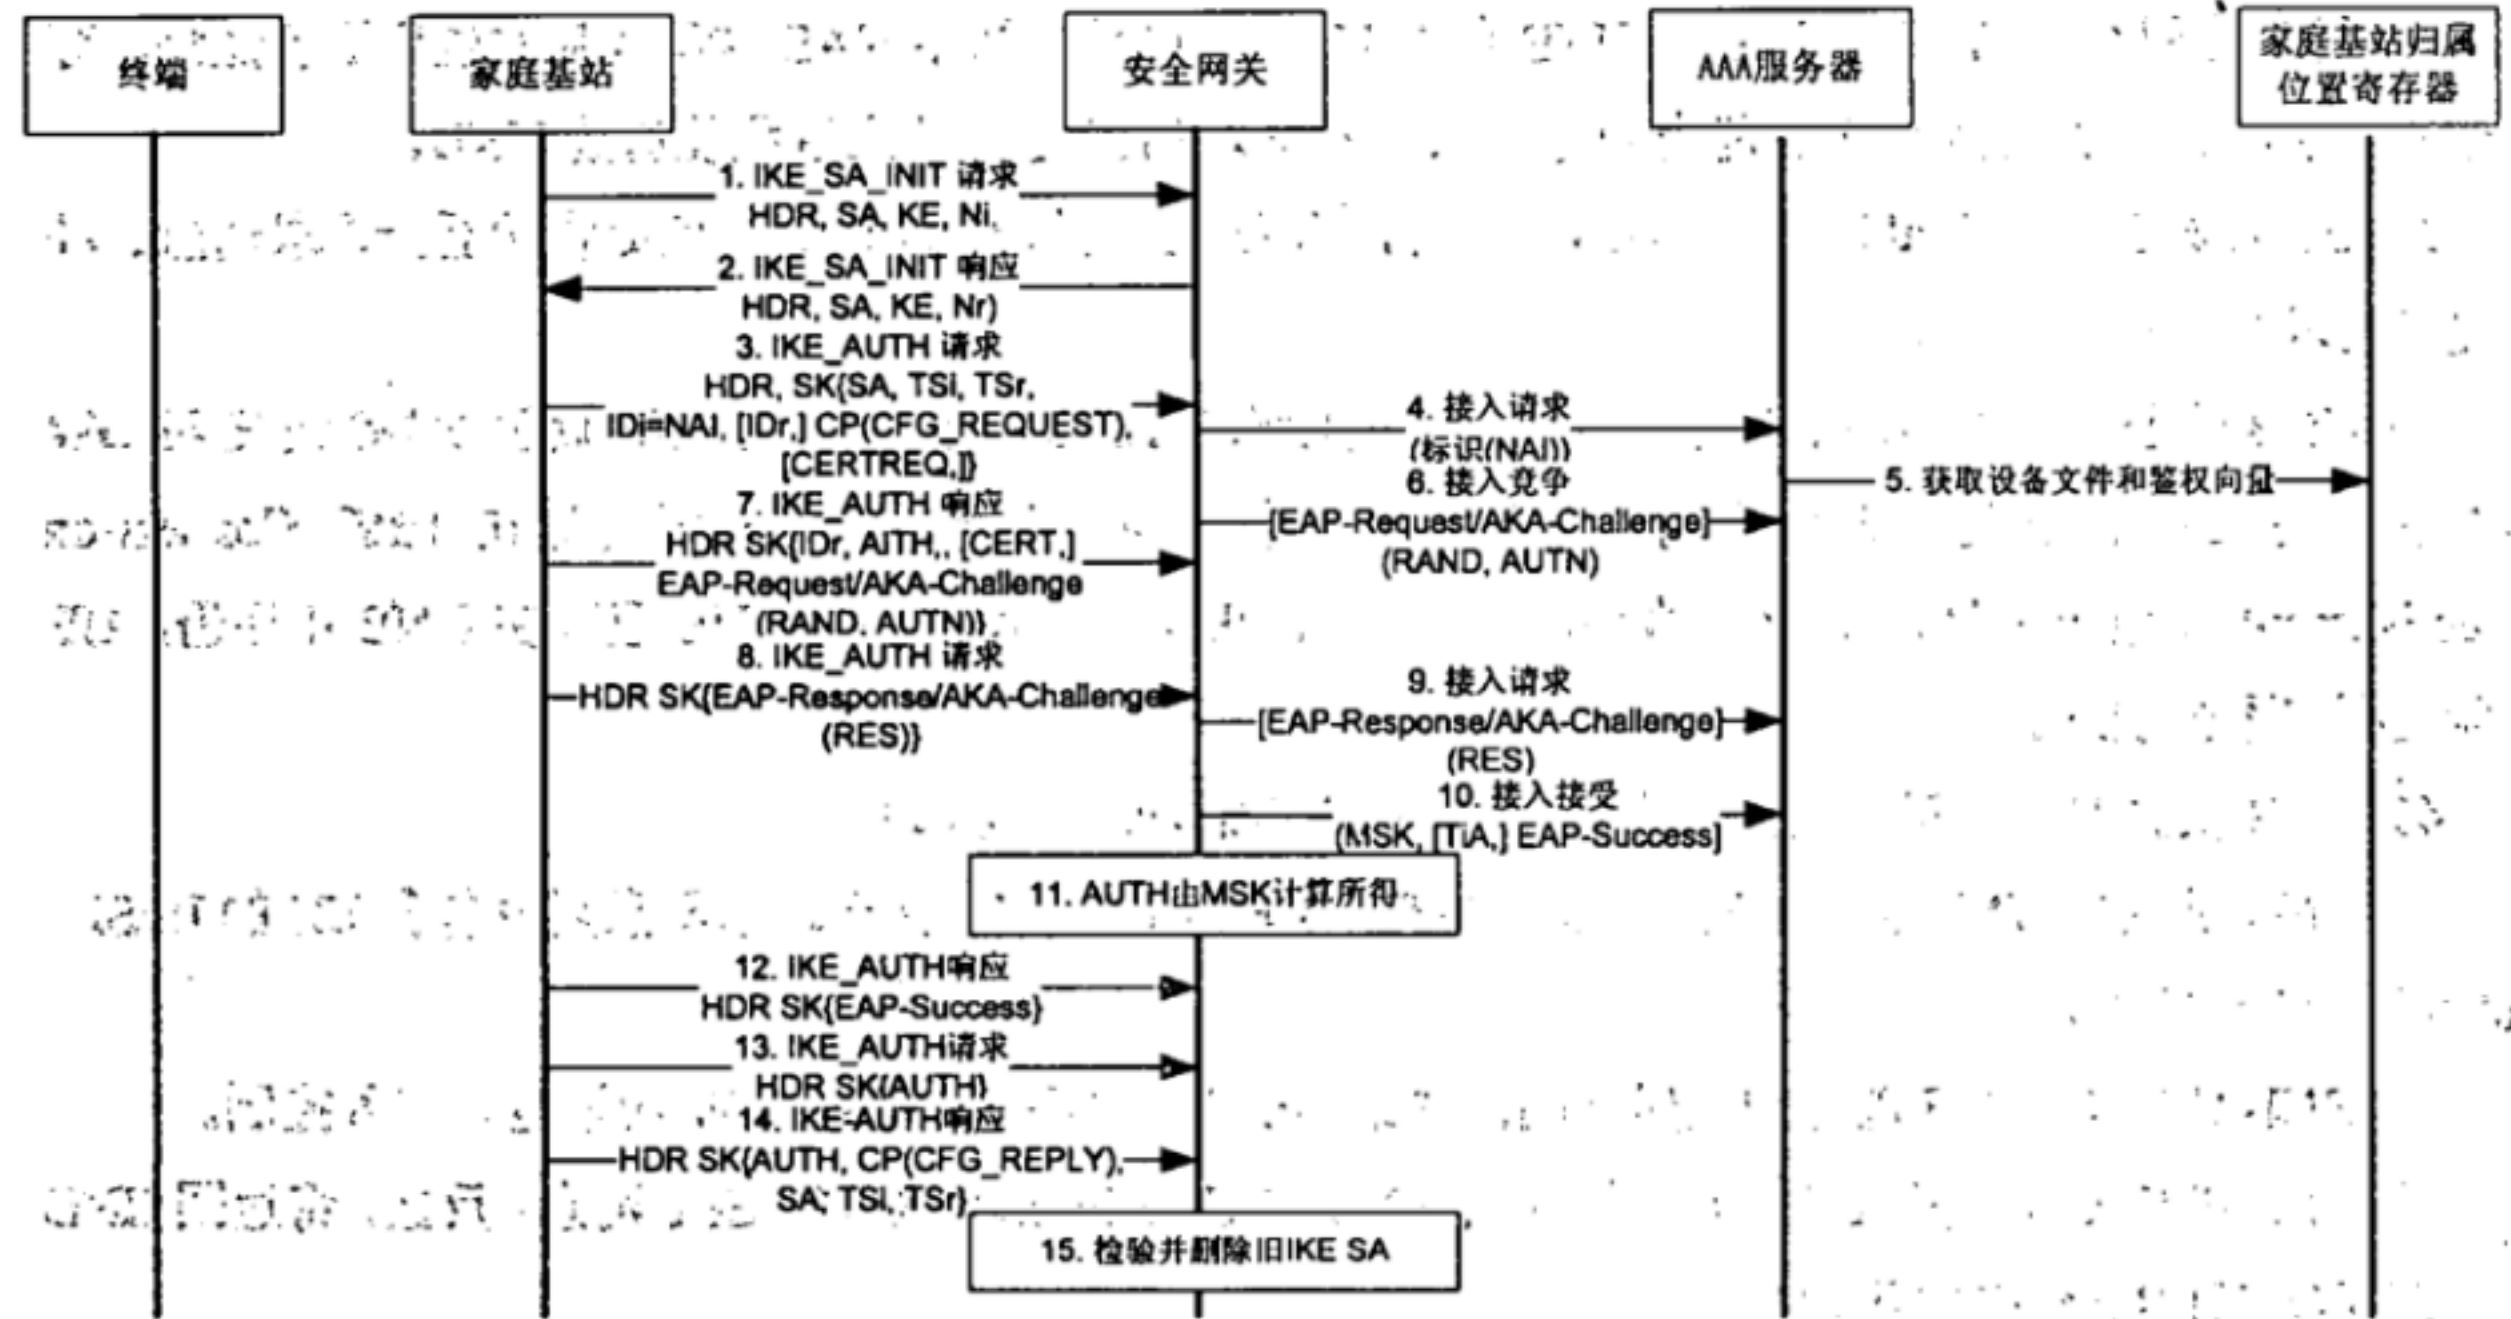 终端
家庭基站
安全网关
AAA服务器
家庭基站归属
位置寄存器
1. IKE_SA_INIT 请求
HDR, SA, KE, Ni,
2. IKE_SA_INIT 响应
HDR, SA, KE, Nr)
3. IKE_AUTH 请求
HDR, SK{SA, TSi, TSr,
IDi=NAI, [IDr,] CP(CFG_REQUEST),
[CERTREQ,]}
4. 接入请求
(标识(NAI))
5. 获取设备文件和鉴权向量
6. 接入竞争
[EAP-Request/AKA-Challenge]
(RAND, AUTN)
7. IKE_AUTH 响应
HDR SK{IDr, AITH,, [CERT,]
EAP-Request/AKA-Challenge
(RAND, AUTN)}
8. IKE_AUTH 请求
HDR SK{EAP-Response/AKA-Challenge
(RES)}
9. 接入请求
[EAP-Response/AKA-Challenge]
(RES)
10. 接入接受
(MSK, [TiA,] EAP-Success]
11. AUTH由MSK计算所得
12. IKE_AUTH响应
HDR SK{EAP-Success}
13. IKE_AUTH请求
HDR SK{AUTH}
14. IKE-AUTH响应
HDR SK{AUTH, CP(CFG_REPLY),
SA, TSi, TSr}
15. 检验并删除旧IKE SA